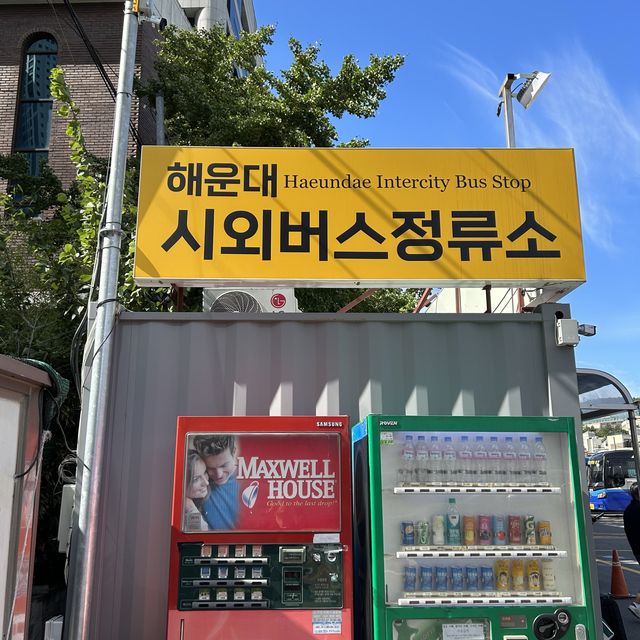 해운대 Haeundae Intercity Bus Stop
시외버스정류소
LG
SAMSUNG
MAXWELL
HOUSE
Good to the last drop!
ROVEN